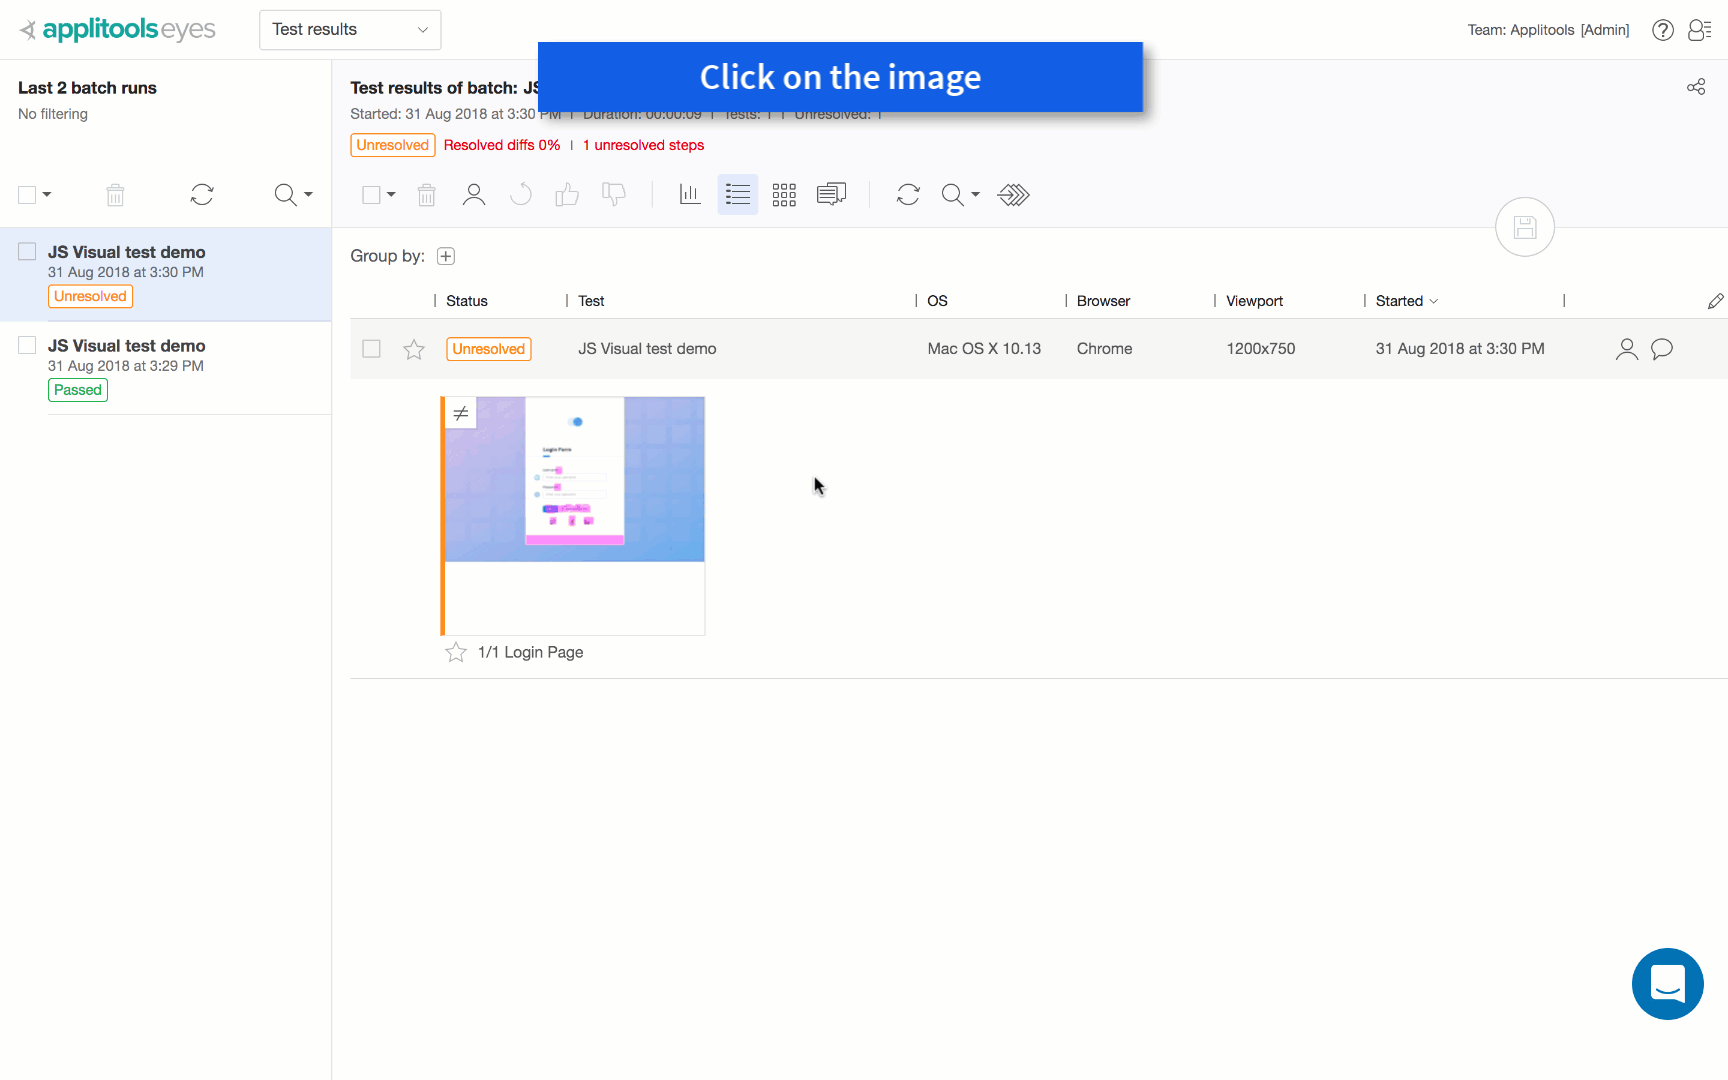 applitools eyes
Test results
Team: Applitools [Admin]
Click on the image
Last 2 batch runs
No filtering
Test results of batch: JS
Started: 31 Aug 2018 at 3:30 PM | Duration: 00:00:09 | Tests: 1 | Unresolved: 1
Unresolved Resolved diffs 0% | 1 unresolved steps
JS Visual test demo
31 Aug 2018 at 3:30 PM
Unresolved
JS Visual test demo
31 Aug 2018 at 3:29 PM
Passed
Group by:
Status Test OS Browser Viewport Started
Unresolved JS Visual test demo Mac OS X 10.13 Chrome 1200x750 31 Aug 2018 at 3:30 PM
Login Form
1/1 Login Page